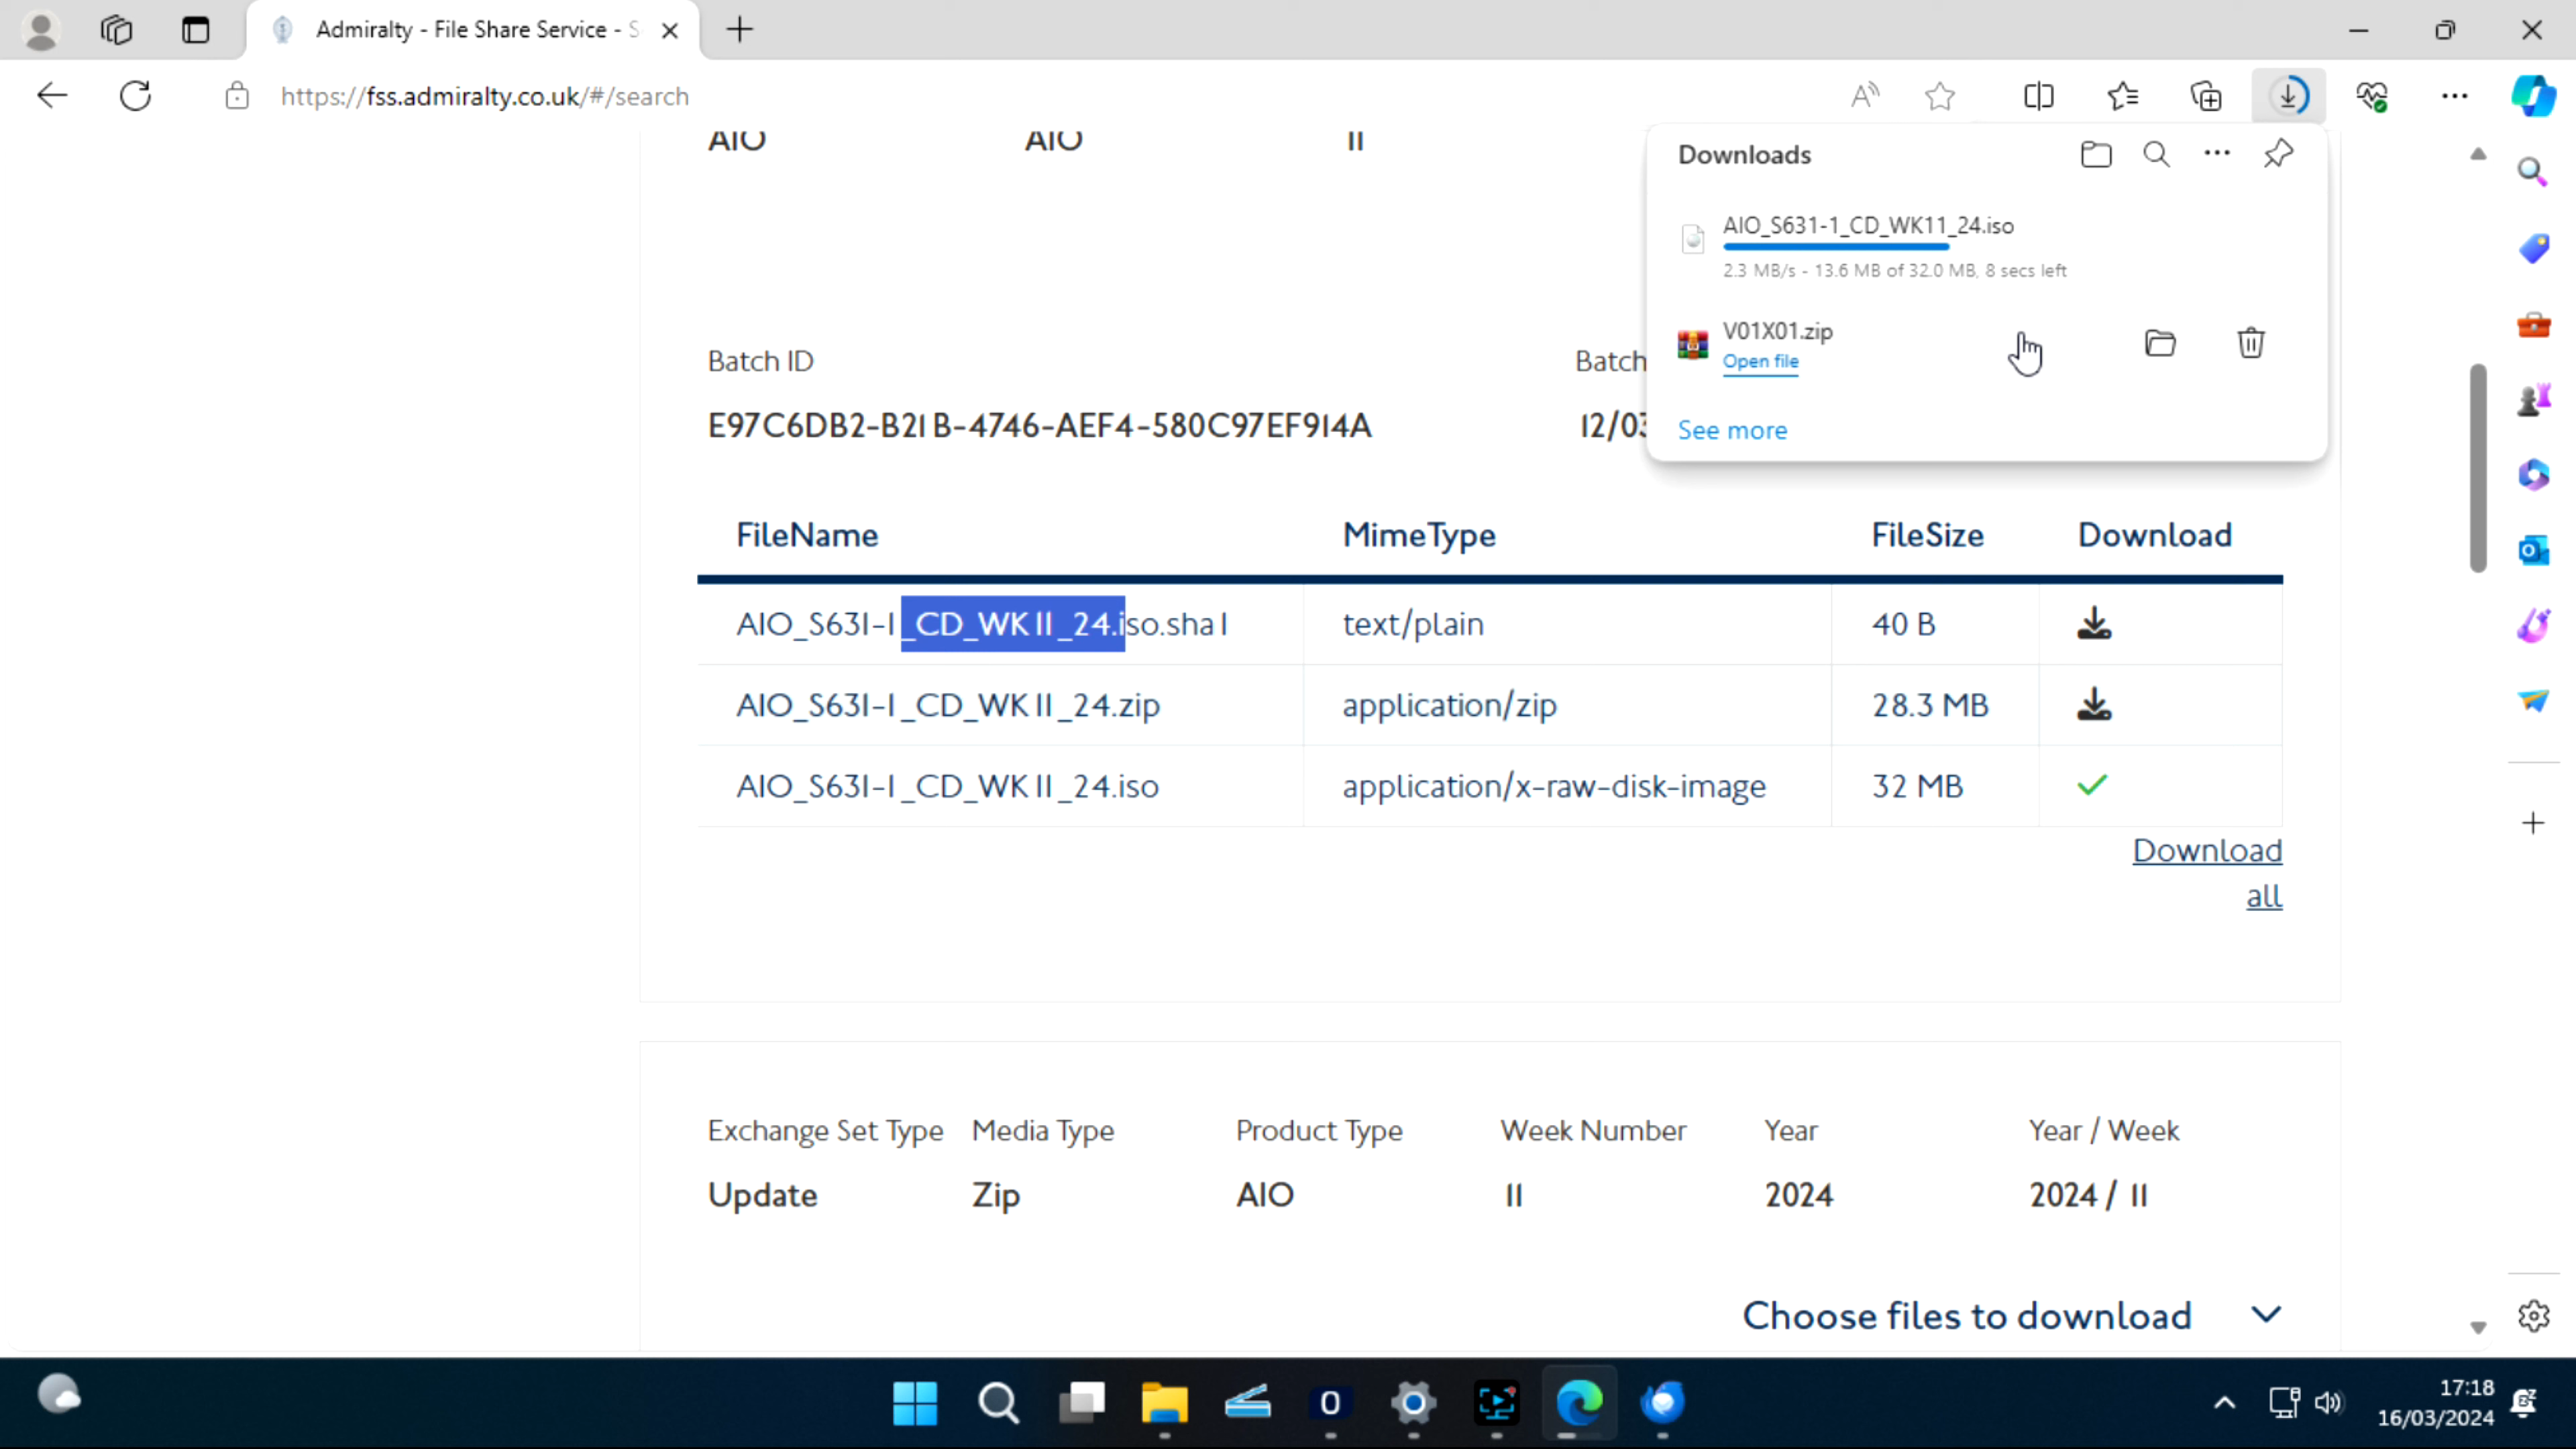 Admiralty - File Share Service - S
https://fss.admiralty.co.uk/#/search
AIO AIO 11
Downloads
AIO_S631-1_CD_WK11_24.iso
2.3 MB/s - 13.6 MB of 32.0 MB, 8 secs left
V01X01.zip
Open file
See more
Batch ID Batch
E97C6DB2-B21B-4746-AEF4-580C97EF914A 12/03
FileName MimeType FileSize Download
AIO_S631-1_CD_WK11_24.iso.sha1 text/plain 40 B
AIO_S631-1_CD_WK11_24.zip application/zip 28.3 MB
AIO_S631-1_CD_WK11_24.iso application/x-raw-disk-image 32 MB
Download
all
Exchange Set Type Media Type Product Type Week Number Year Year / Week
Update Zip AIO 11 2024 2024 / 11
Choose files to download
17:18
16/03/2024